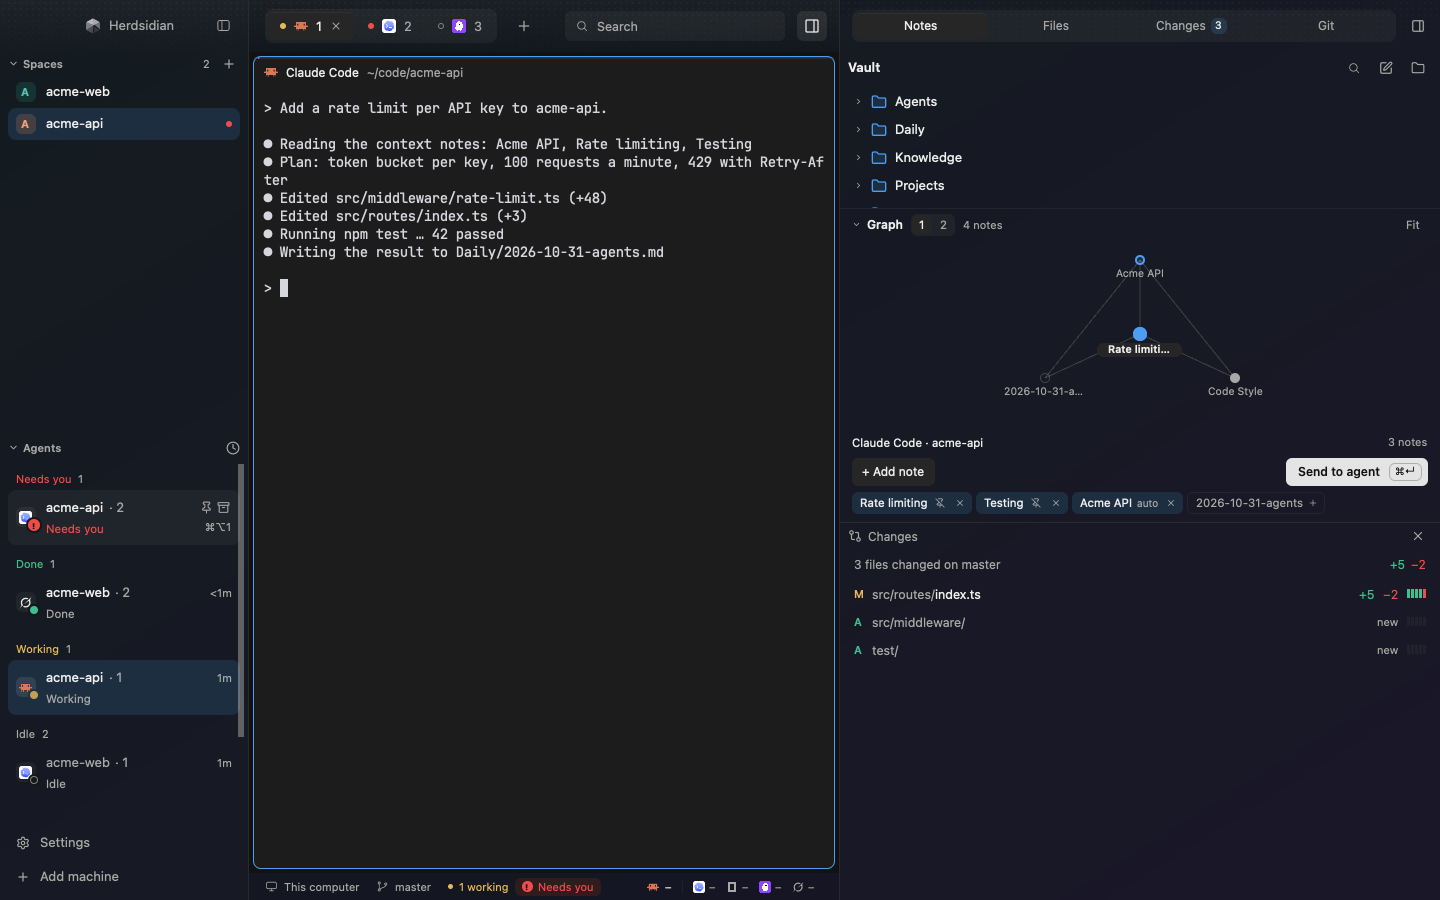 Herdsidian
Spaces 2
A acme-web
A acme-api
Agents
Needs you 1
acme-api · 2
Needs you ⌘⌥1
Done 1
acme-web · 2 <1m
Done
Working 1
acme-api · 1 1m
Working
Idle 2
acme-web · 1 1m
Idle
Settings
Add machine
1 2 3
Search
Claude Code ~/code/acme-api
> Add a rate limit per API key to acme-api.
● Reading the context notes: Acme API, Rate limiting, Testing
● Plan: token bucket per key, 100 requests a minute, 429 with Retry-Af
ter
● Edited src/middleware/rate-limit.ts (+48)
● Edited src/routes/index.ts (+3)
● Running npm test … 42 passed
● Writing the result to Daily/2026-10-31-agents.md
>
This computer master 1 working ! Needs you – – – – –
Notes Files Changes 3 Git
Vault
Agents
Daily
Knowledge
Projects
Graph 1 2 4 notes Fit
Acme API
Rate limiti...
2026-10-31-a... Code Style
Claude Code · acme-api 3 notes
+ Add note Send to agent ⌘↵
Rate limiting × Testing × Acme API auto × 2026-10-31-agents +
Changes
3 files changed on master +5 −2
M src/routes/index.ts +5 −2
A src/middleware/ new
A test/ new